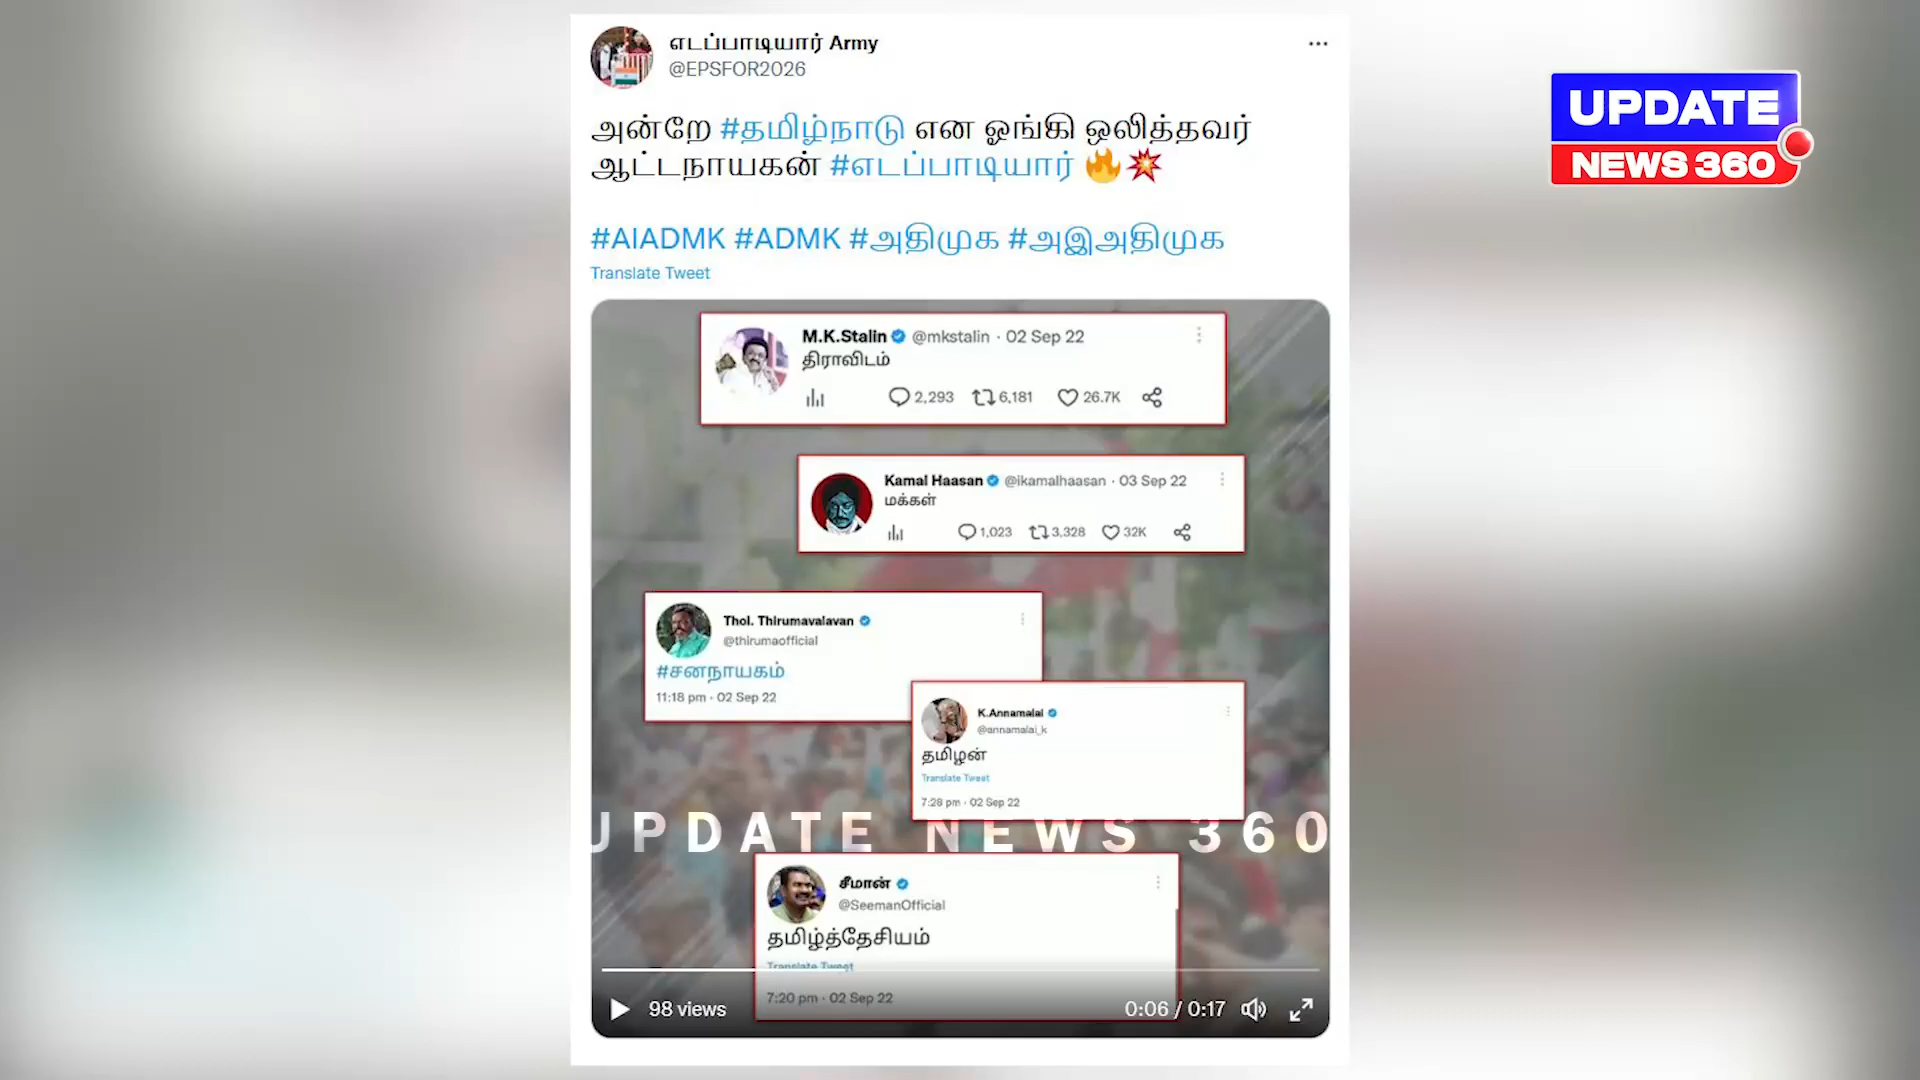 எடப்பாடியார் Army
@EPSFOR2026
அன்றே #தமிழ்நாடு என ஓங்கி ஒலித்தவர்
ஆட்டநாயகன் #எடப்பாடியார் 🔥💥
#AIADMK #ADMK #அதிமுக #அஇஅதிமுக
Translate Tweet
UPDATE
NEWS 360
M.K.Stalin @mkstalin · 02 Sep 22
திராவிடம்
2,293 6,181 26.7K
Kamal Haasan @ikamalhaasan · 03 Sep 22
மக்கள்
1,023 3,328 32K
Thol. Thirumavalavan
@thirumaofficial
#சனநாயகம்
11:18 pm · 02 Sep 22
K.Annamalai
@annamalai_k
தமிழன்
Translate Tweet
7:28 pm · 02 Sep 22
UPDATE NEWS 360
சீமான்
@SeemanOfficial
தமிழ்த்தேசியம்
Translate Tweet
7:20 pm · 02 Sep 22
98 views 0:06 / 0:17